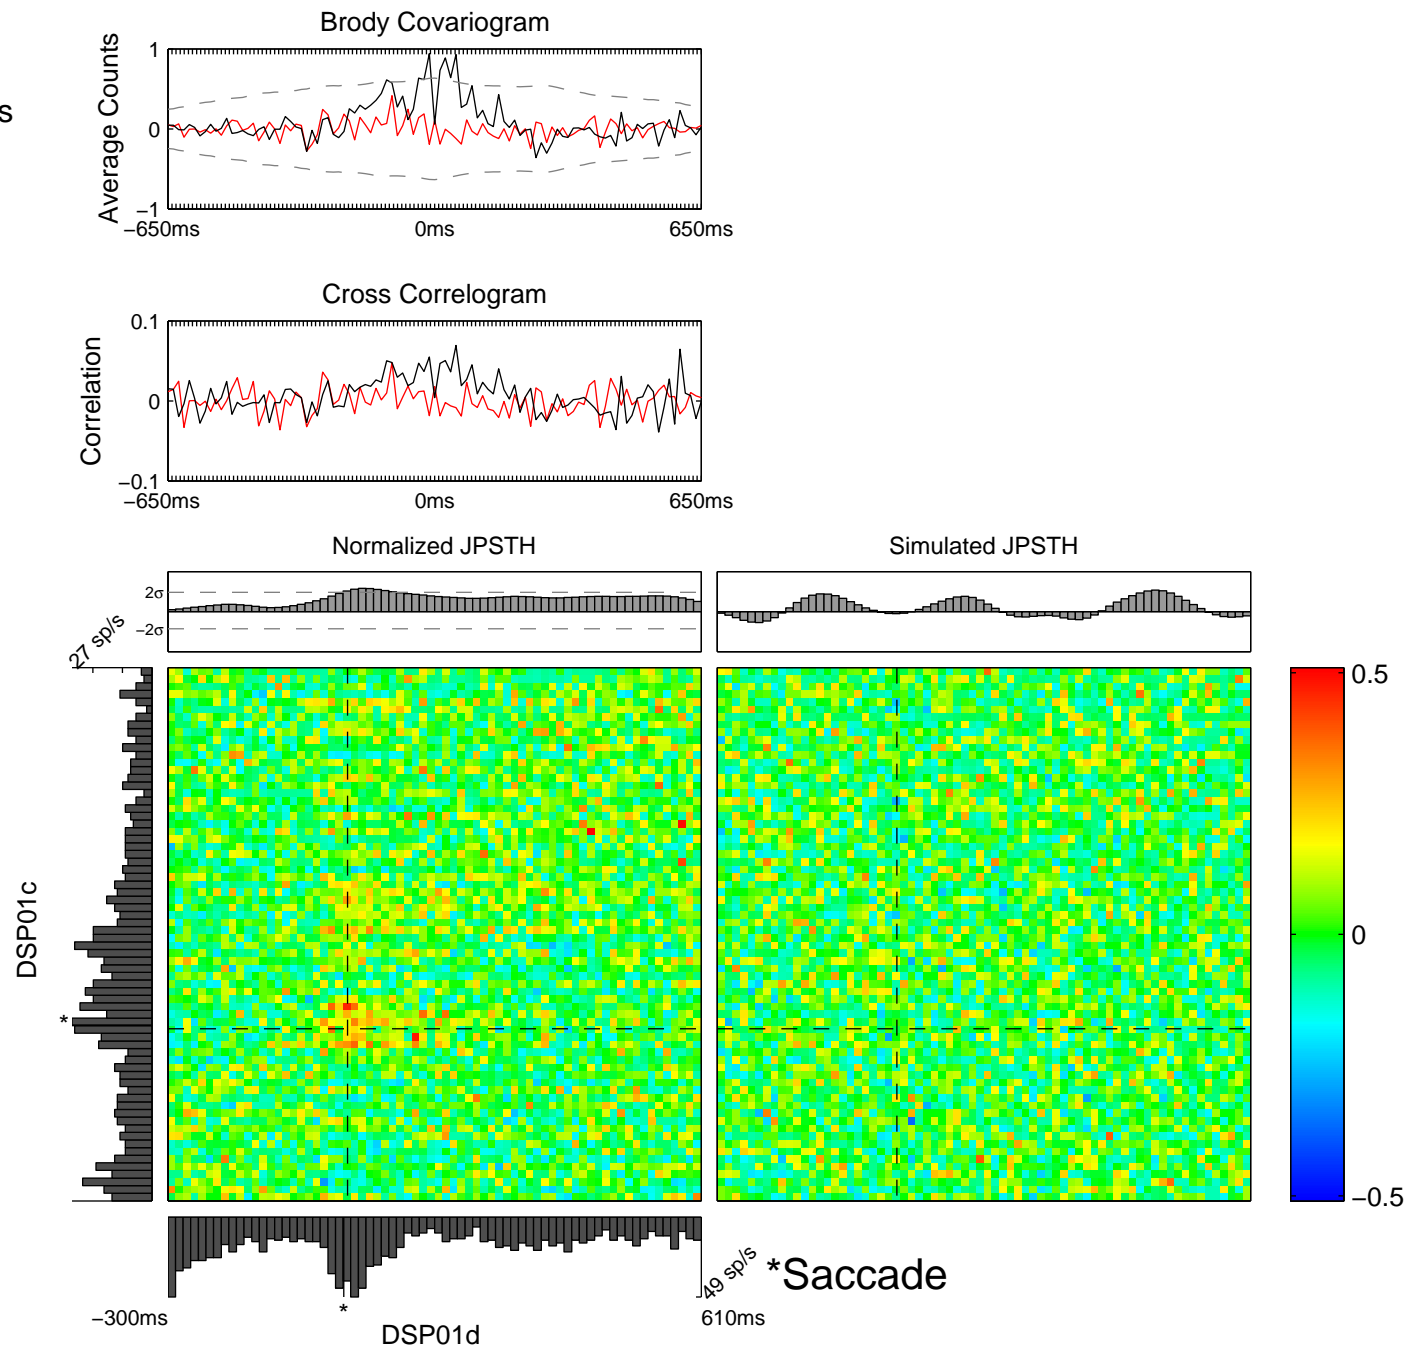 Brody Covariogram
s
Average Counts
1
0
−1
−650ms
0ms
650ms
Cross Correlogram
Correlation
0.1
0
−0.1
−650ms
0ms
650ms
Normalized JPSTH
Simulated JPSTH
2σ
−2σ
27 sp/s
DSP01c
*
0.5
0
−0.5
49 sp/s
*Saccade
*
−300ms
610ms
DSP01d